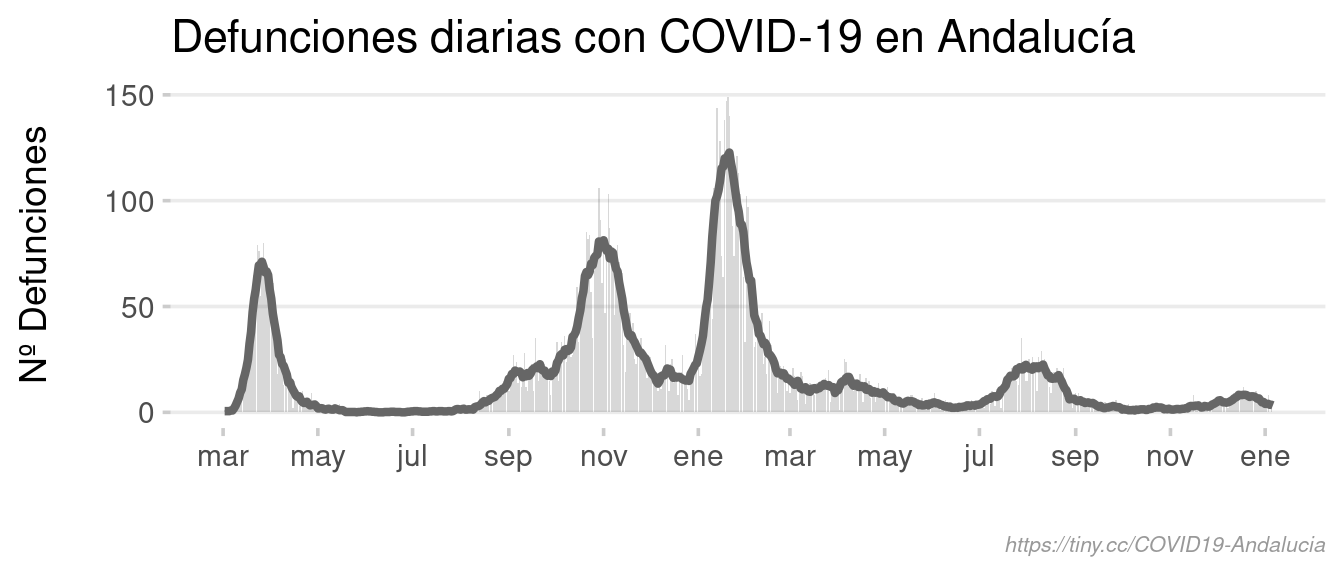 Defunciones diarias con COVID-19 en Andalucía
Nº Defunciones
150
100
50
0
mar may jul sep nov ene mar may jul sep nov ene
https://tiny.cc/COVID19-Andalucia